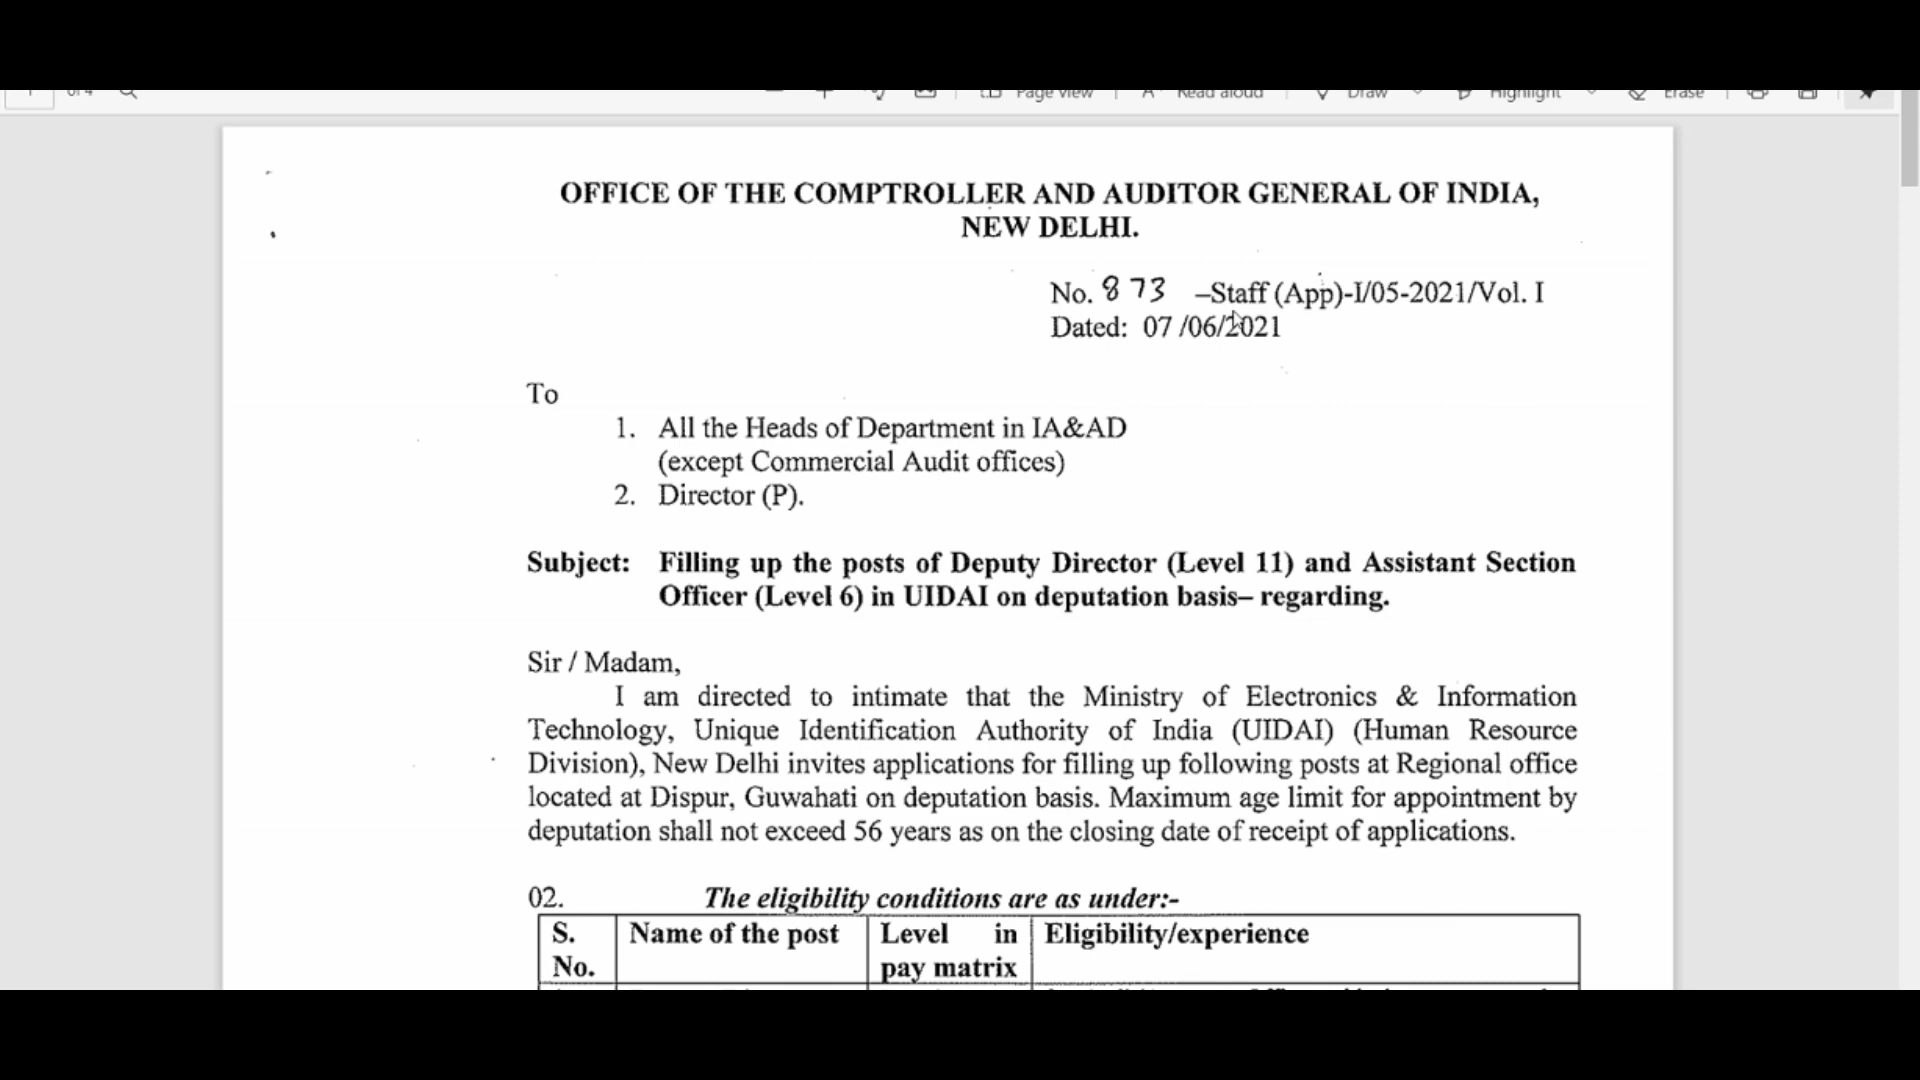 Page view
Read aloud
Draw
Highlight
Erase
OFFICE OF THE COMPTROLLER AND AUDITOR GENERAL OF INDIA,
NEW DELHI.
No. 873 –Staff (App)-I/05-2021/Vol. I
Dated: 07 /06/2021
To
1. All the Heads of Department in IA&AD
(except Commercial Audit offices)
2. Director (P).
Subject: Filling up the posts of Deputy Director (Level 11) and Assistant Section
Officer (Level 6) in UIDAI on deputation basis– regarding.
Sir / Madam,
I am directed to intimate that the Ministry of Electronics & Information
Technology, Unique Identification Authority of India (UIDAI) (Human Resource
Division), New Delhi invites applications for filling up following posts at Regional office
located at Dispur, Guwahati on deputation basis. Maximum age limit for appointment by
deputation shall not exceed 56 years as on the closing date of receipt of applications.
02. The eligibility conditions are as under:-
S. Name of the post Level in Eligibility/experience
No. pay matrix